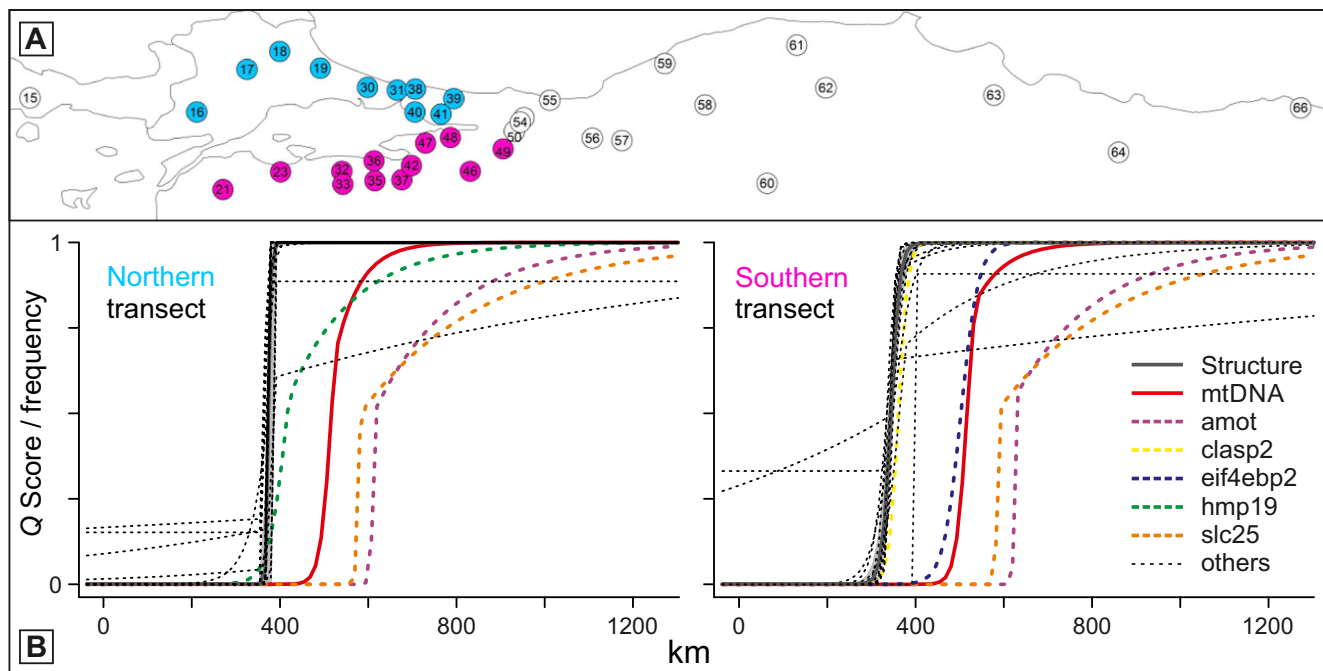 A
15
16
17
18
19
30
31
38
39
40
41
21
23
32
33
36
35
37
42
47
48
46
49
50
54
55
56
57
58
59
60
61
62
63
64
66
Northern
transect
Southern
transect
Structure
mtDNA
amot
clasp2
eif4ebp2
hmp19
slc25
others
Q Score / frequency
1
0
0 400 800 1200
0 400 800 1200
km
B